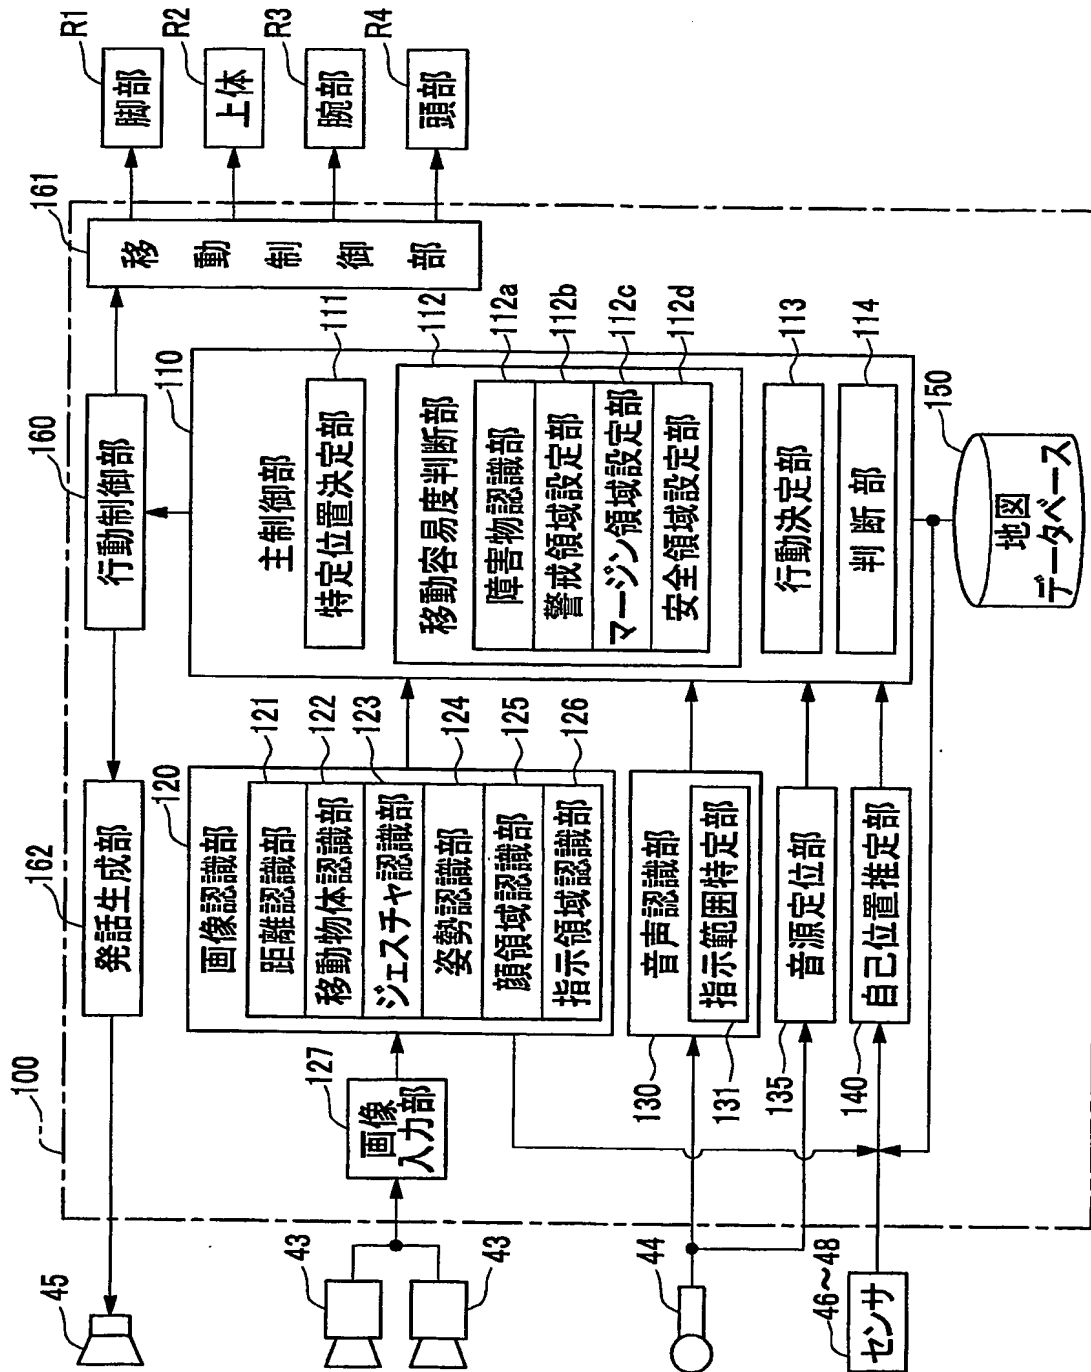 45
100
162
発話生成部
160
行動制御部
161
移動制御部
脚部
R1
上体
R2
腕部
R3
頭部
R4
43
43
127
画像
入力部
120
画像認識部
距離認識部
121
移動物体認識部
122
ジェスチャ認識部
123
姿勢認識部
124
顔領域認識部
125
指示領域認識部
126
110
主制御部
特定位置決定部
111
移動容易度判断部
112
障害物認識部
112a
警戒領域設定部
112b
マージン領域設定部
112c
安全領域設定部
112d
行動決定部
113
判断部
114
44
130
音声認識部
指示範囲特定部
131
音源定位部
135
自己位置推定部
140
センサ
46~48
150
地図
データベース